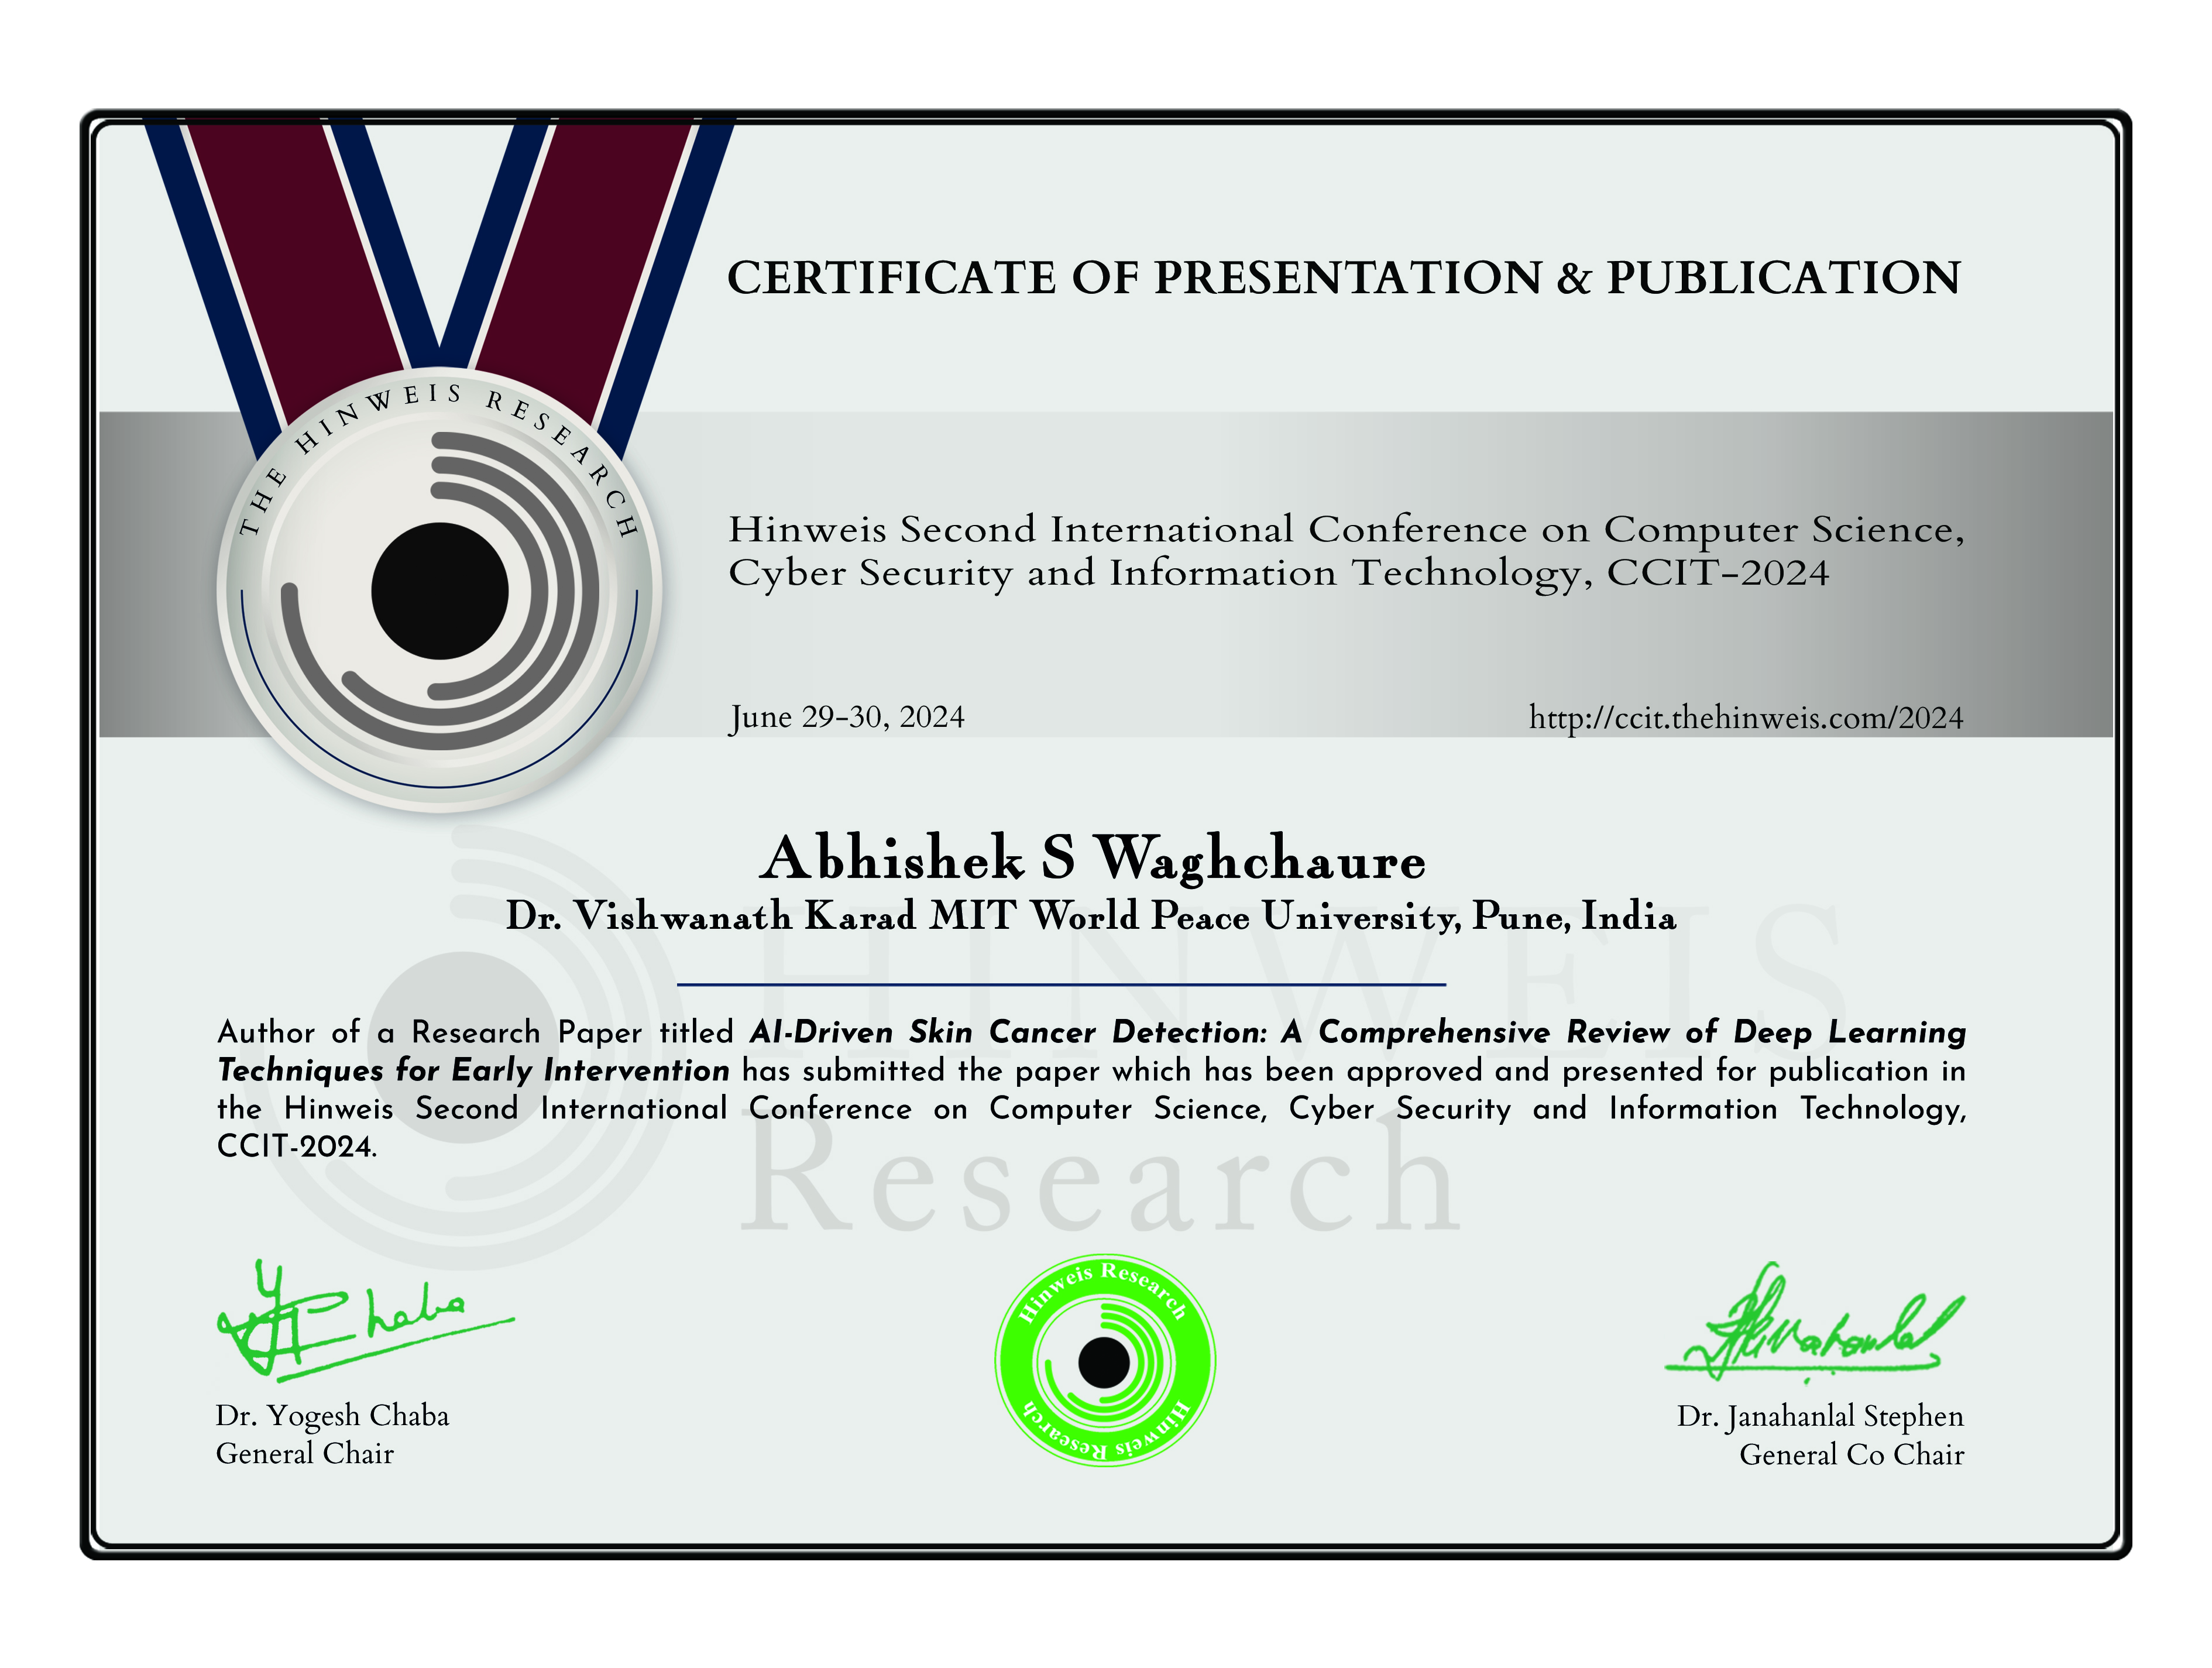 CERTIFICATE OF PRESENTATION & PUBLICATION
THE HINWEIS RESEARCH
Hinweis Second International Conference on Computer Science,
Cyber Security and Information Technology, CCIT-2024
June 29-30, 2024
http://ccit.thehinweis.com/2024
Abhishek S Waghchaure
Dr. Vishwanath Karad MIT World Peace University, Pune, India
HINWEIS
Author of a Research Paper titled AI-Driven Skin Cancer Detection: A Comprehensive Review of Deep Learning
Techniques for Early Intervention has submitted the paper which has been approved and presented for publication in
the Hinweis Second International Conference on Computer Science, Cyber Security and Information Technology,
CCIT-2024.
Research
Y Chaba
Hinweis Research
Hinweis Research
Janahanlal
Dr. Yogesh Chaba
General Chair
Dr. Janahanlal Stephen
General Co Chair